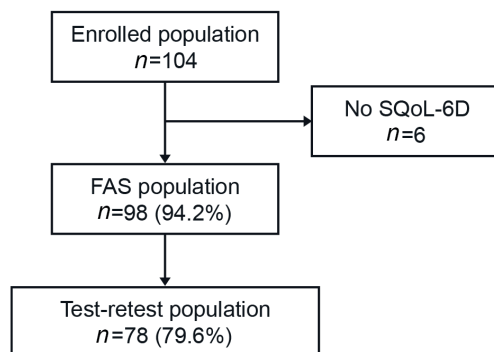 Enrolled population
n=104
No SQoL-6D
n=6
FAS population
n=98 (94.2%)
Test-retest population
n=78 (79.6%)